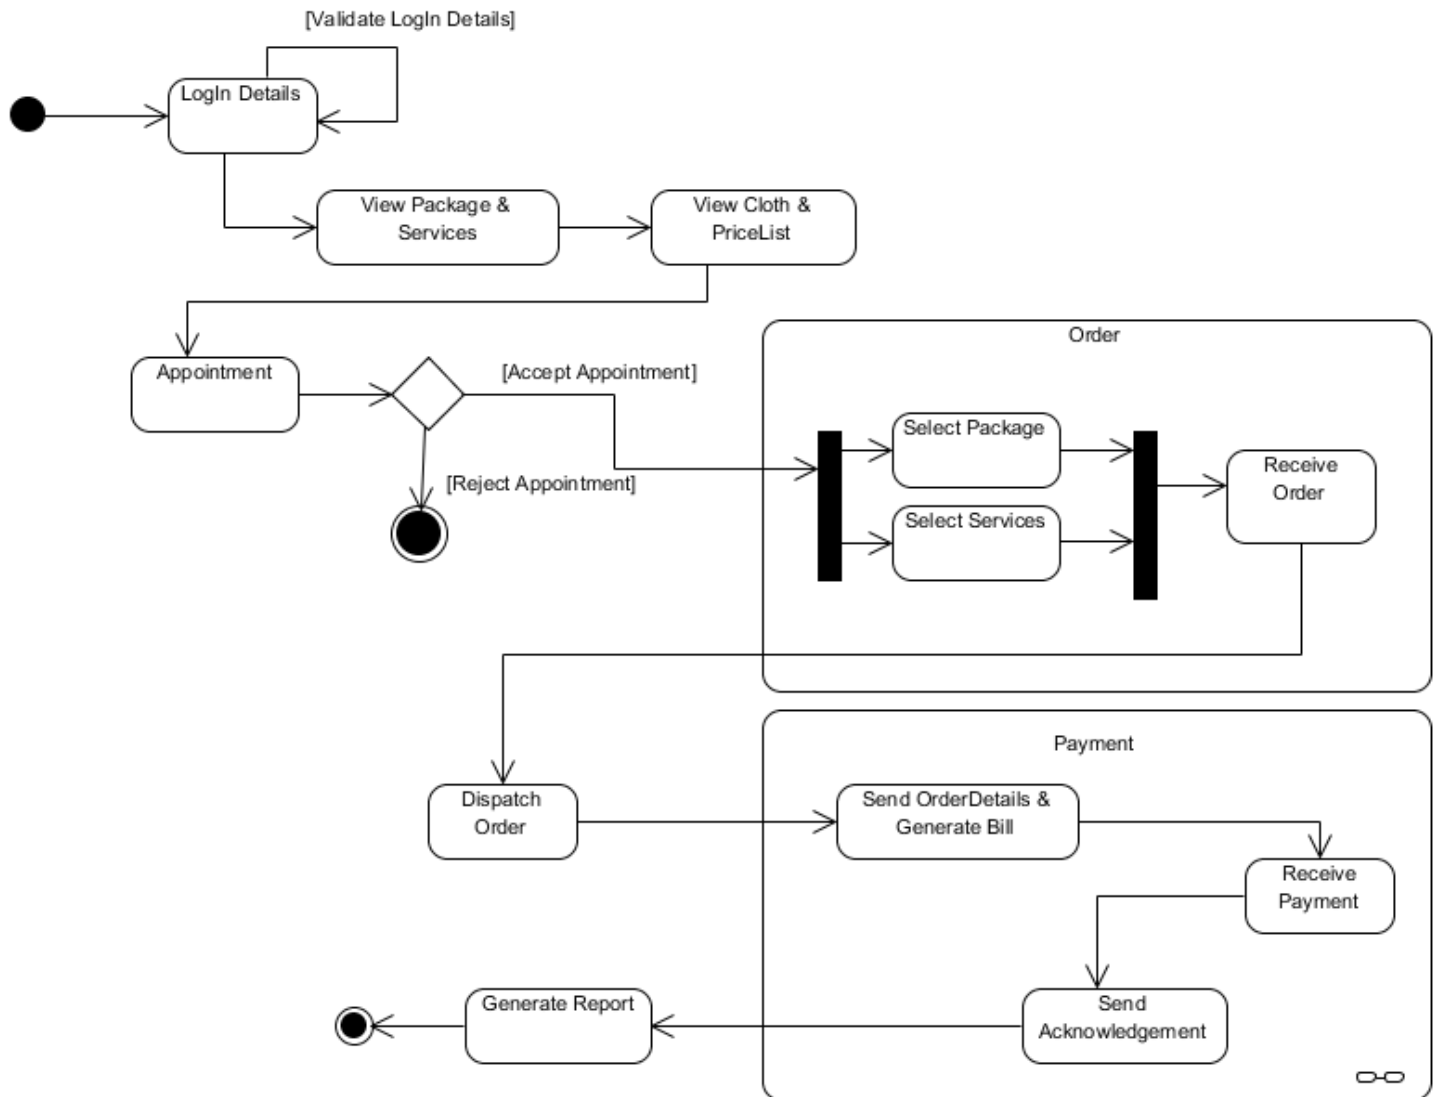 [Validate LogIn Details]
LogIn Details
View Package &
Services
View Cloth &
PriceList
Appointment
[Accept Appointment]
[Reject Appointment]
Order
Select Package
Select Services
Receive
Order
Dispatch
Order
Payment
Send OrderDetails &
Generate Bill
Receive
Payment
Send
Acknowledgement
Generate Report